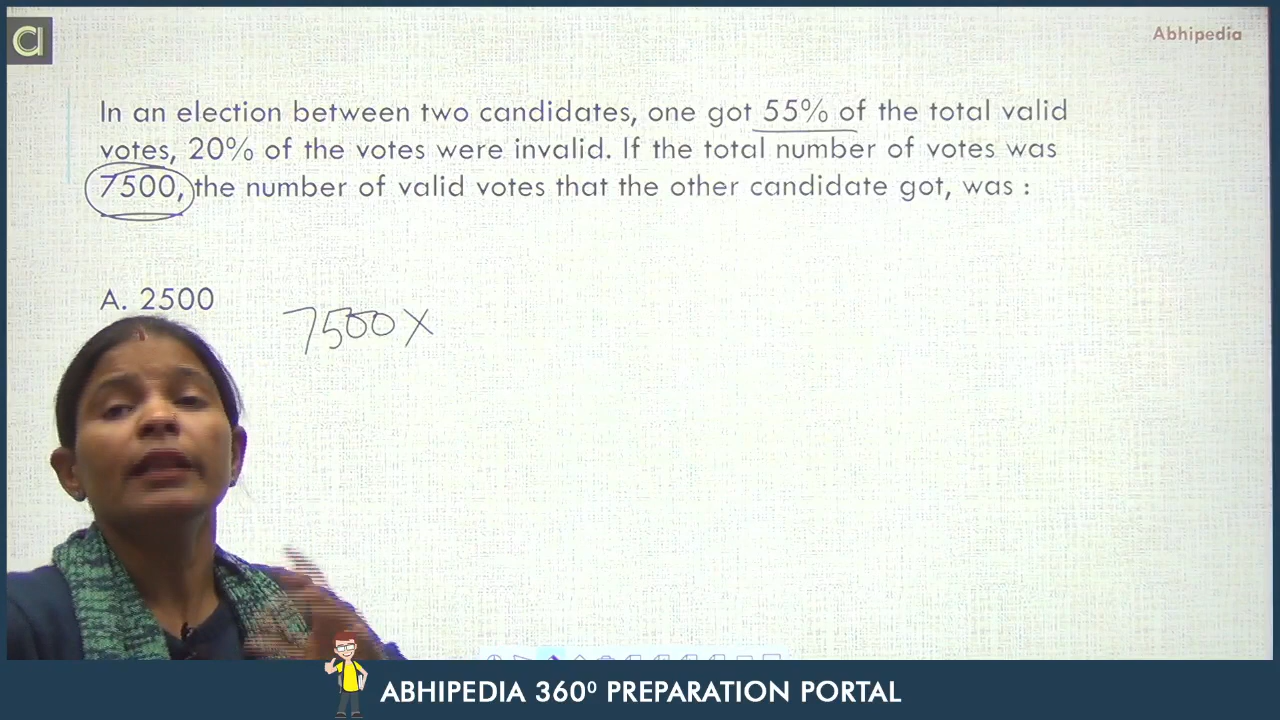 Abhipedia
In an election between two candidates, one got 55% of the total valid
votes, 20% of the votes were invalid. If the total number of votes was
7500, the number of valid votes that the other candidate got, was :
A. 2500
7500 X
ABHIPEDIA 360⁰ PREPARATION PORTAL